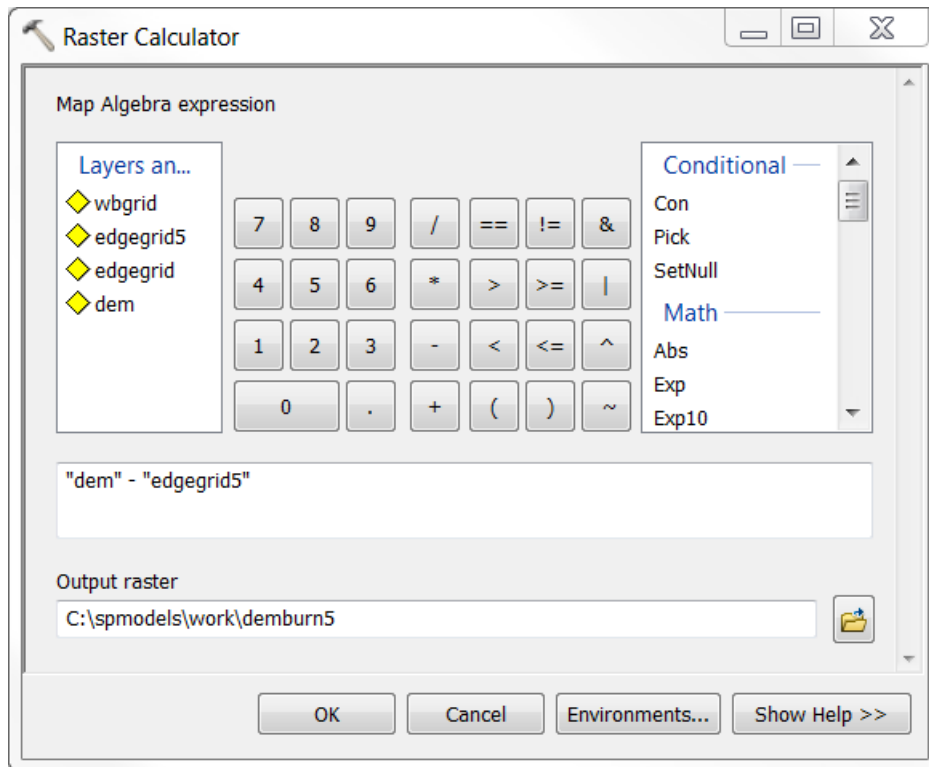 Raster Calculator
Map Algebra expression
Layers an...
wbgrid
edgegrid5
edgegrid
dem
7 8 9 / == != &
4 5 6 * > >= |
1 2 3 - < <= ^
0 . + ( ) ~
Conditional
Con
Pick
SetNull
Math
Abs
Exp
Exp10
"dem" - "edgegrid5"
Output raster
C:\spmodels\work\demburn5
OK Cancel Environments... Show Help >>